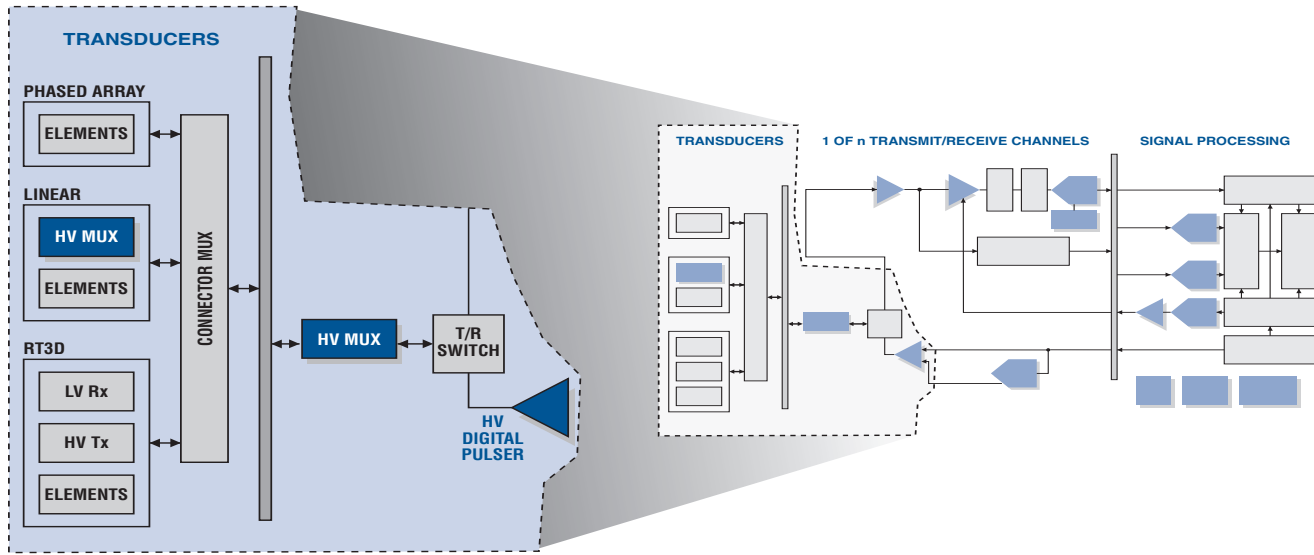 TRANSDUCERS
PHASED ARRAY
ELEMENTS
LINEAR
HV MUX
ELEMENTS
RT3D
LV Rx
HV Tx
ELEMENTS
CONNECTOR MUX
HV MUX
T/R
SWITCH
HV
DIGITAL
PULSER
TRANSDUCERS
1 OF n TRANSMIT/RECEIVE CHANNELS
SIGNAL PROCESSING